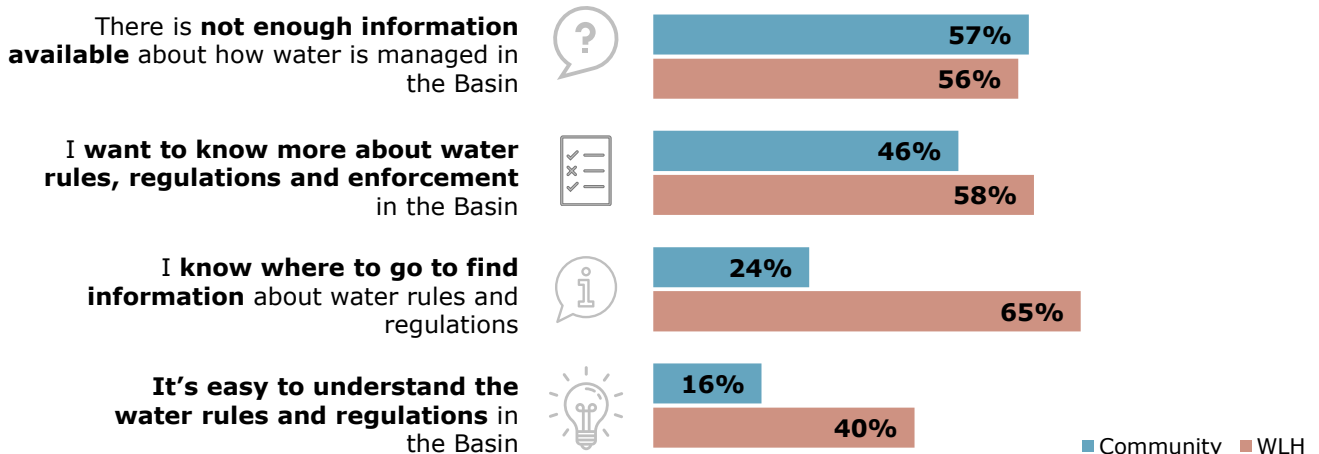 There is not enough information
available about how water is managed in
the Basin
?
57%
56%
I want to know more about water
rules, regulations and enforcement
in the Basin
46%
58%
I know where to go to find
information about water rules and
regulations
i
24%
65%
It’s easy to understand the
water rules and regulations in
the Basin
16%
40%
Community WLH